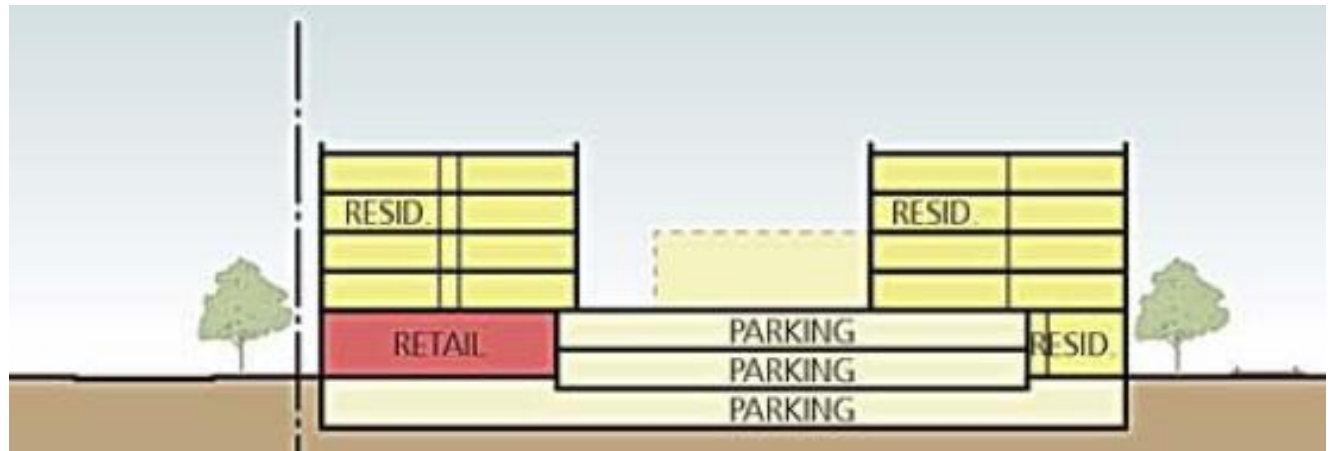 RESID.
RESID.
RETAIL
PARKING
RESID.
PARKING
PARKING